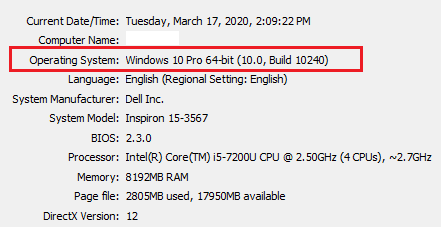 Current Date/Time: Tuesday, March 17, 2020, 2:09:22 PM
Computer Name:
Operating System: Windows 10 Pro 64-bit (10.0, Build 10240)
Language: English (Regional Setting: English)
System Manufacturer: Dell Inc.
System Model: Inspiron 15-3567
BIOS: 2.3.0
Processor: Intel(R) Core(TM) i5-7200U CPU @ 2.50GHz (4 CPUs), ~2.7GHz
Memory: 8192MB RAM
Page file: 2805MB used, 17950MB available
DirectX Version: 12